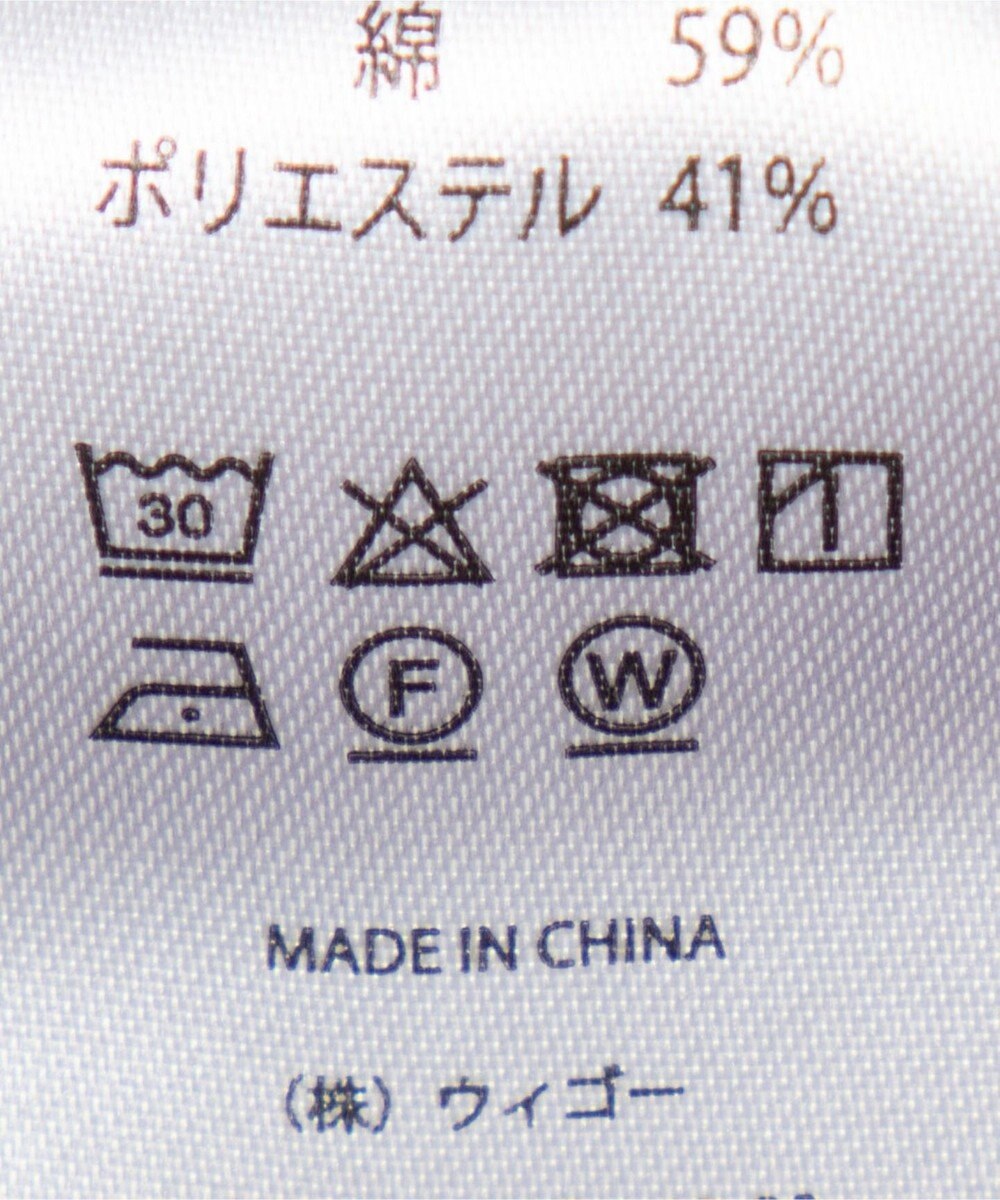 綿 59%
ポリエステル 41%
30
F W
MADE IN CHINA
（株）ウィゴー